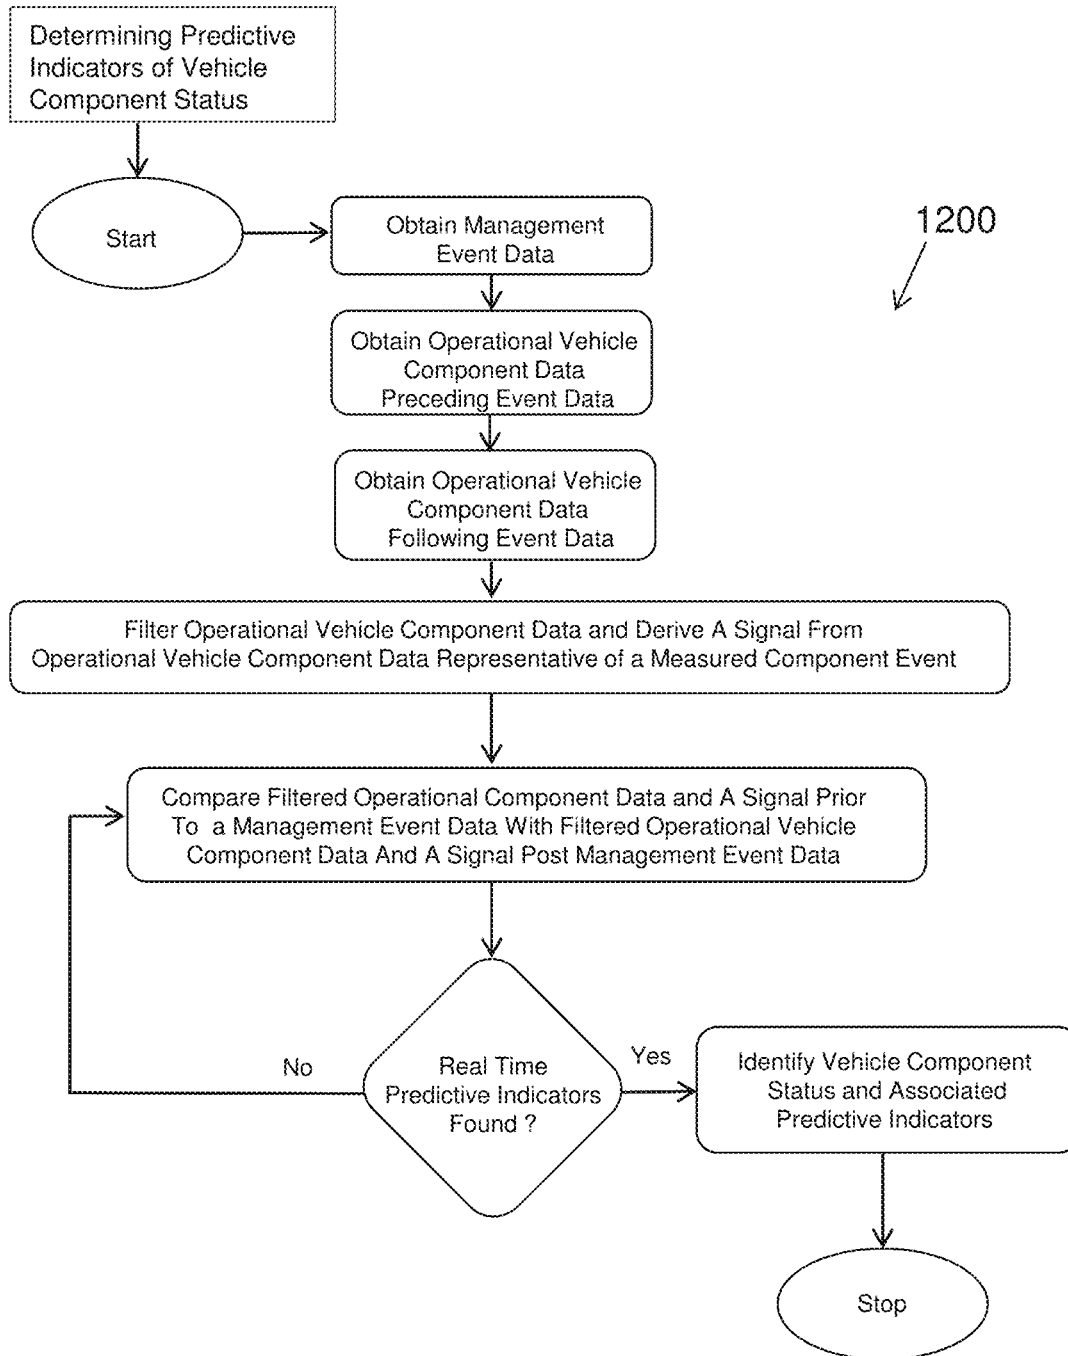 Determining Predictive
Indicators of Vehicle
Component Status
Start
Obtain Management
Event Data
1200
Obtain Operational Vehicle
Component Data
Preceding Event Data
Obtain Operational Vehicle
Component Data
Following Event Data
Filter Operational Vehicle Component Data and Derive A Signal From
Operational Vehicle Component Data Representative of a Measured Component Event
Compare Filtered Operational Component Data and A Signal Prior
To a Management Event Data With Filtered Operational Vehicle
Component Data And A Signal Post Management Event Data
No
Real Time
Predictive Indicators
Found ?
Yes
Identify Vehicle Component
Status and Associated
Predictive Indicators
Stop